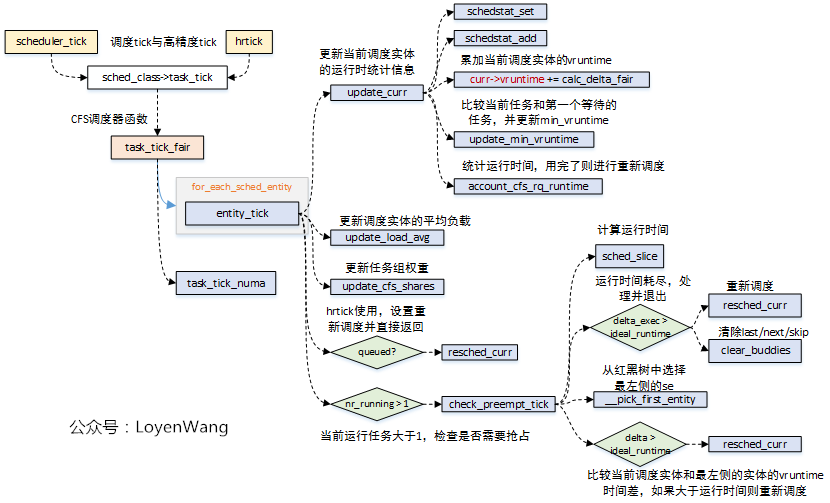 scheduler_tick
调度tick与高精度tick
hrtick
sched_class->task_tick
CFS调度器函数
task_tick_fair
for_each_sched_entity
entity_tick
task_tick_numa
更新当前调度实体
的运行时统计信息
update_curr
schedstat_set
schedstat_add
累加当前调度实体的vruntime
curr->vruntime += calc_delta_fair
比较当前任务和第一个等待的
任务，并更新min_vruntime
update_min_vruntime
统计运行时间，用完了则进行重新调度
account_cfs_rq_runtime
更新调度实体的平均负载
update_load_avg
更新任务组权重
update_cfs_shares
hrtick使用，设置重
新调度并直接返回
queued?
resched_curr
nr_running > 1
check_preempt_tick
当前运行任务大于1，检查是否需要抢占
计算运行时间
sched_slice
运行时间耗尽，处
理并退出
delta_exec >
ideal_runtime
重新调度
resched_curr
清除last/next/skip
clear_buddies
从红黑树中选择
最左侧的se
__pick_first_entity
delta >
ideal_runtime
resched_curr
比较当前调度实体和最左侧的实体的vruntime
时间差，如果大于运行时间则重新调度
公众号：LoyenWang